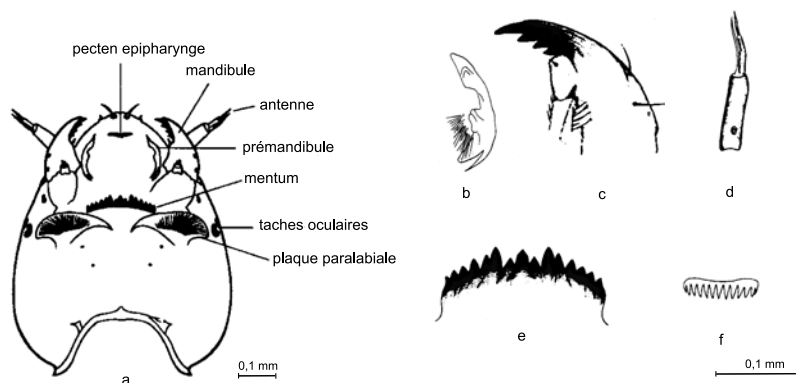 pecten epipharynge
mandibule
antenne
prémandibule
mentum
taches oculaires
plaque paralabiale
0,1 mm
a
b
c
d
e
f
0,1 mm